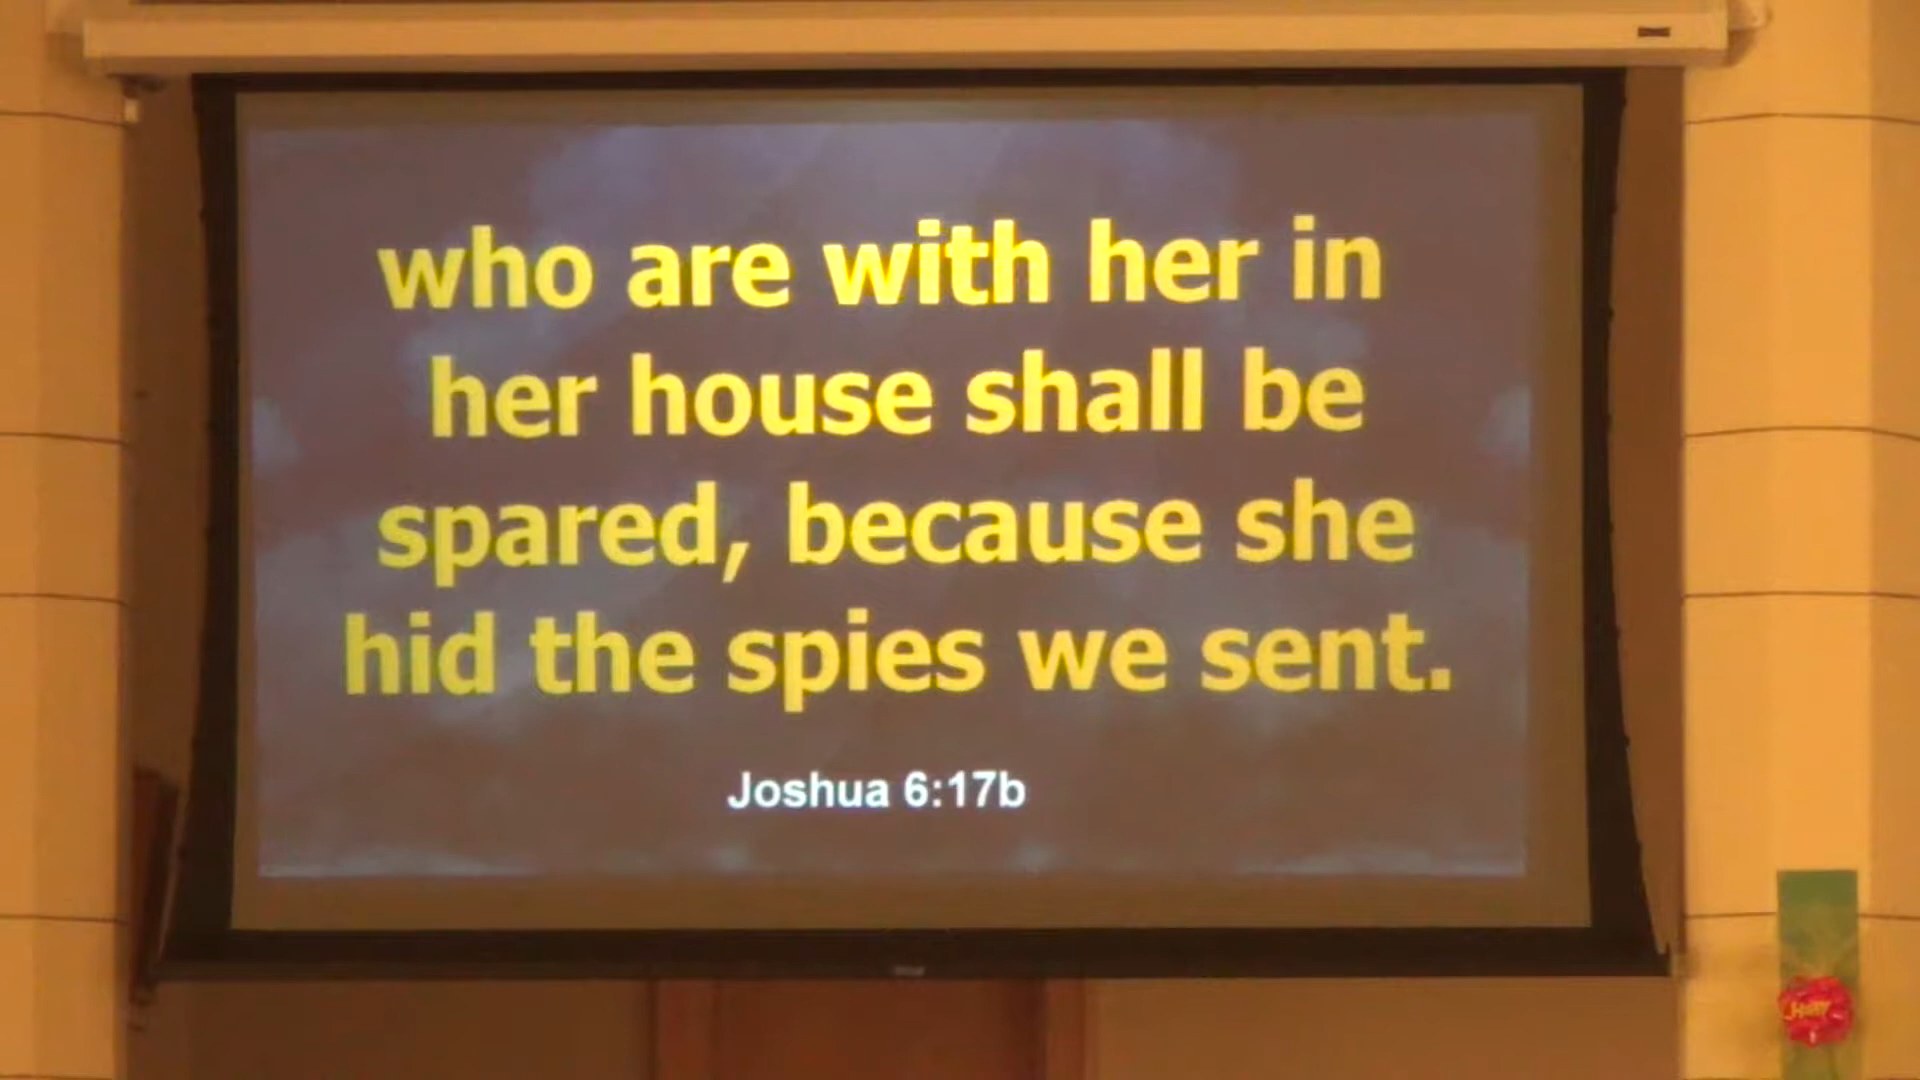 who are with her in
her house shall be
spared, because she
hid the spies we sent.
Joshua 6:17b